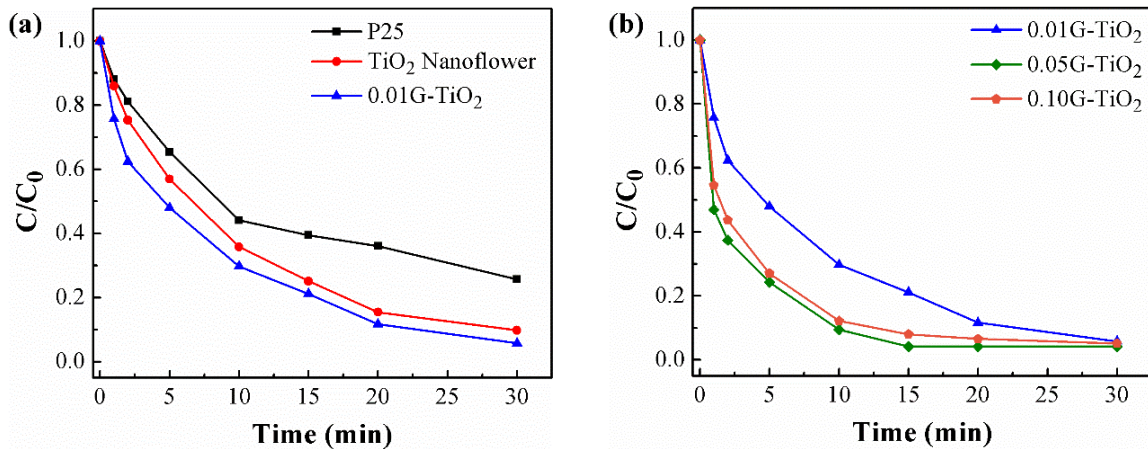 (a)
P25
TiO₂ Nanoflower
0.01G-TiO₂
C/C₀
1.0
0.8
0.6
0.4
0.2
0.0
0 5 10 15 20 25 30
Time (min)
(b)
0.01G-TiO₂
0.05G-TiO₂
0.10G-TiO₂
C/C₀
1.0
0.8
0.6
0.4
0.2
0.0
0 5 10 15 20 25 30
Time (min)